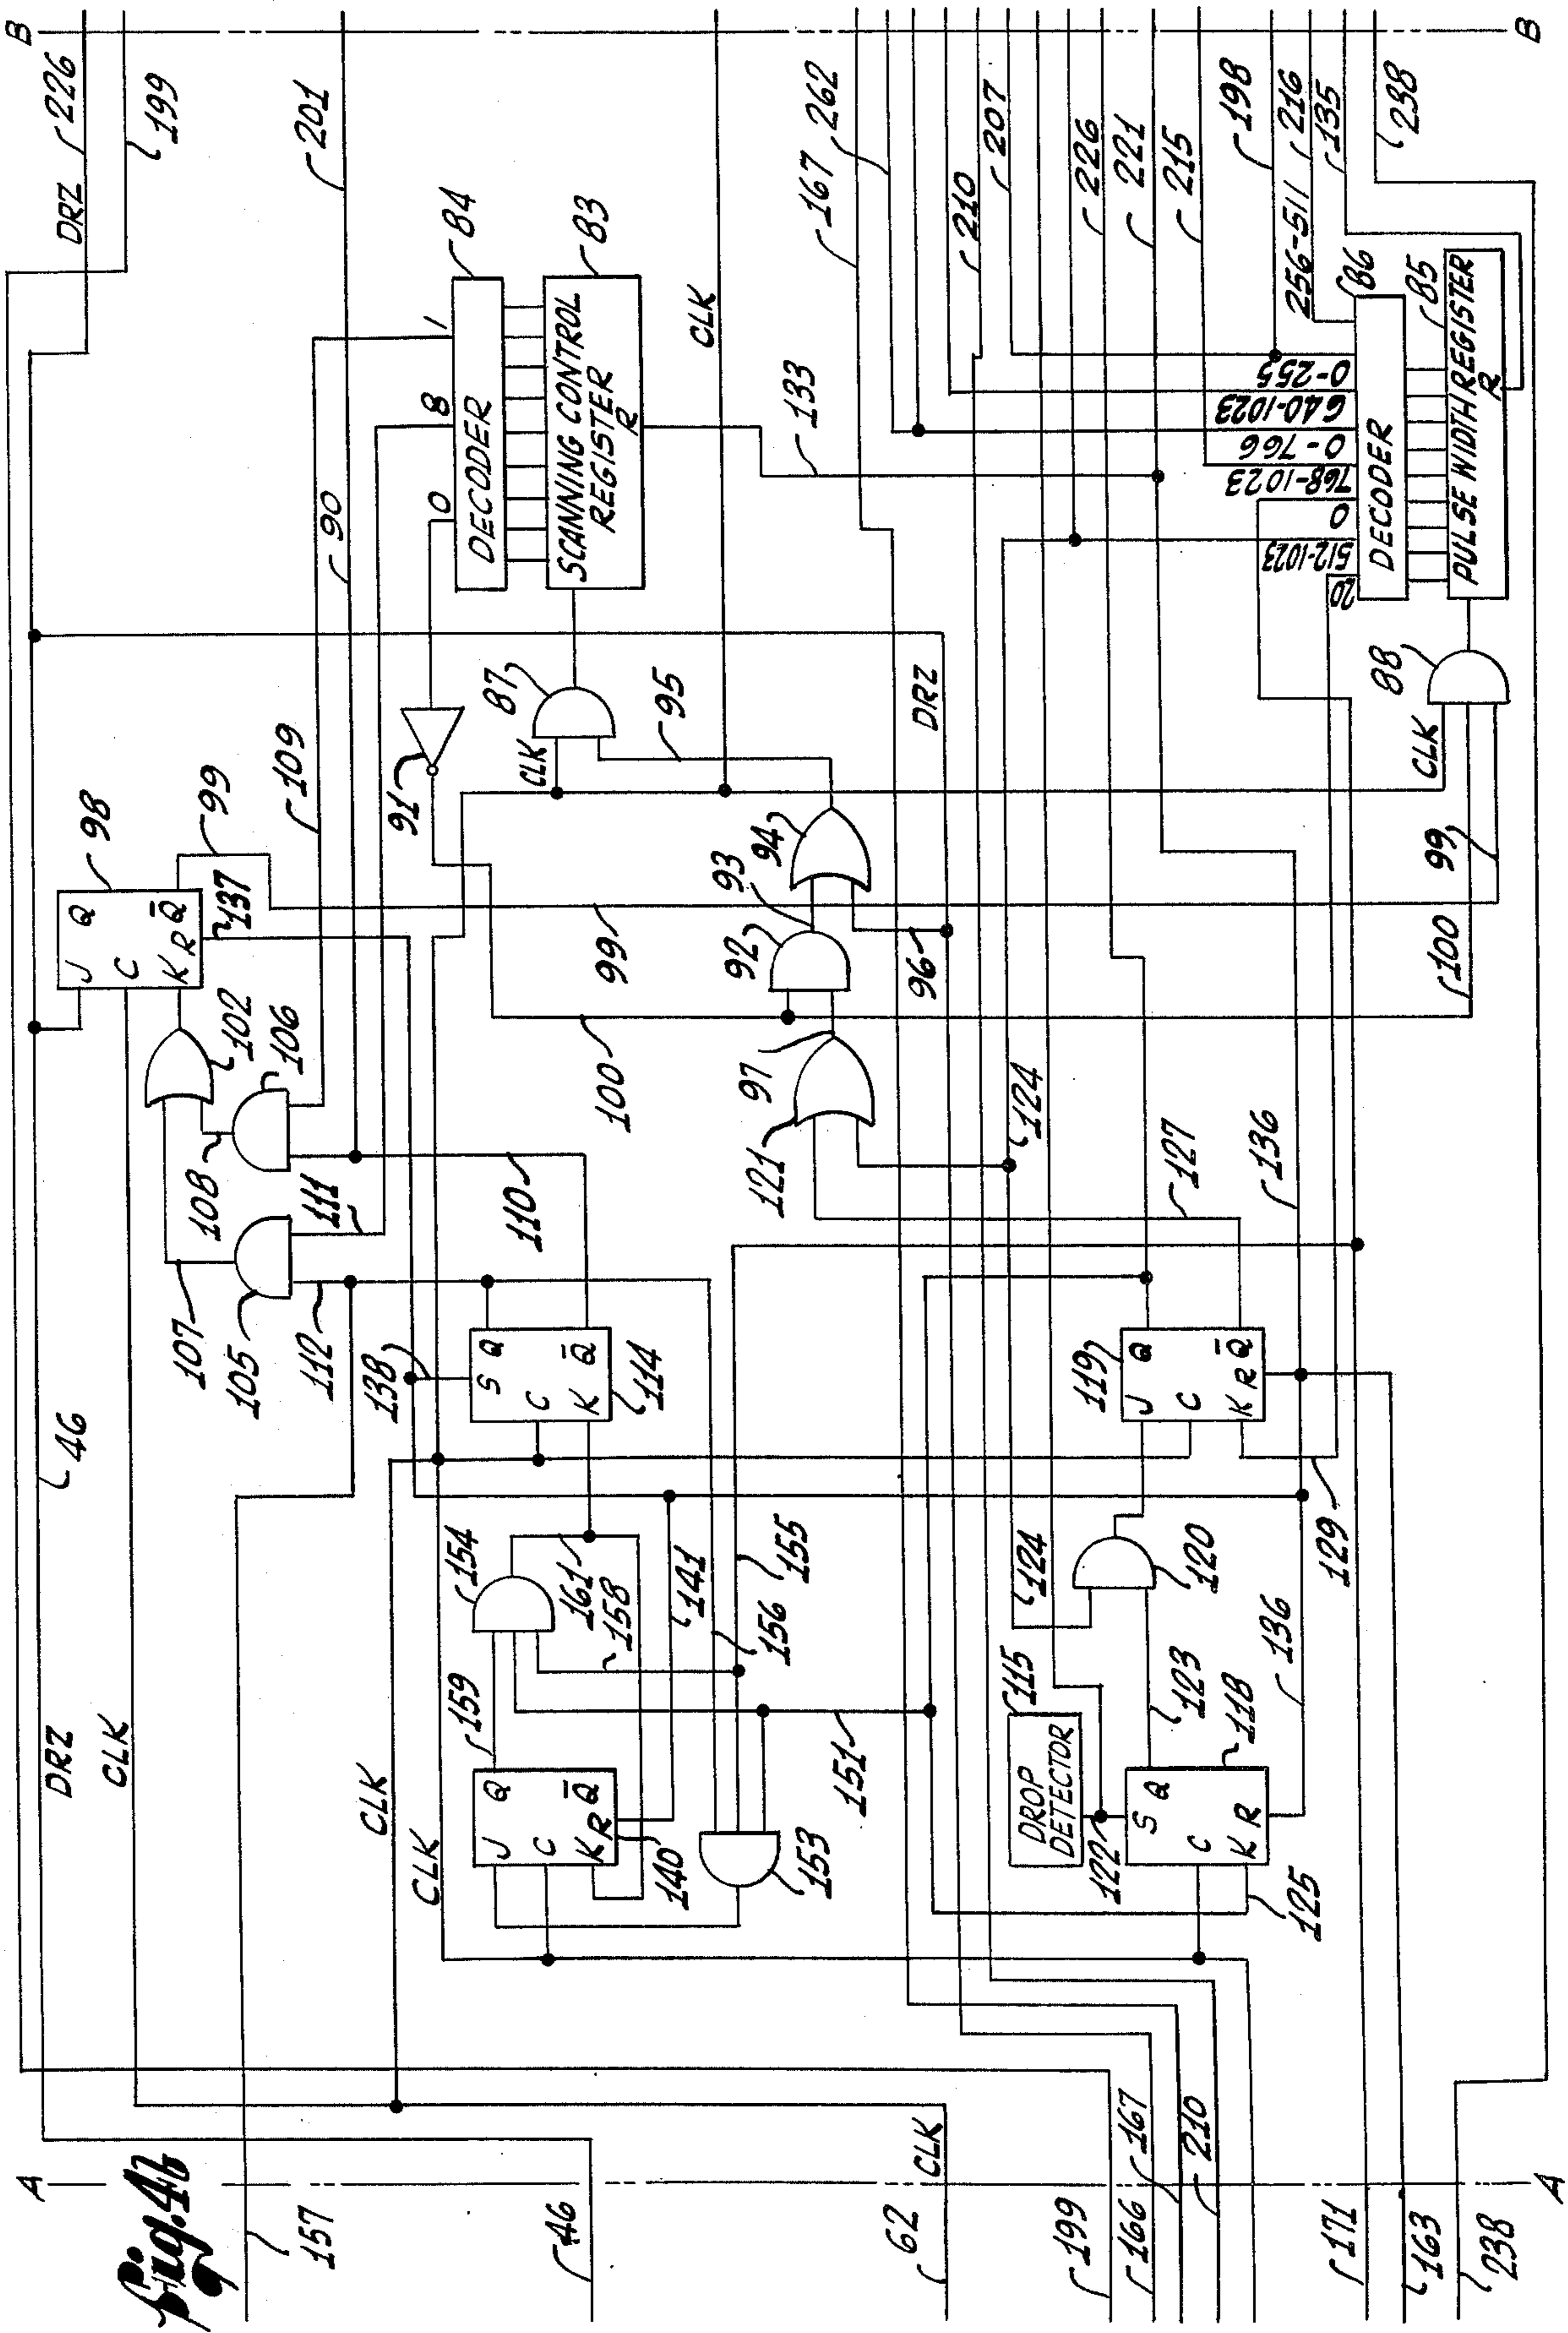 Fig. 4b
A
A
B
B
DRZ
226
199
201
DRZ
46
CLK
157
46
62
CLK
199
166
167
210
171
163
238
98
J Q
C
K R Q̄
137
99
102
106
108
107
105
112
111
109
90
110
84
0 8 1
DECODER
SCANNING CONTROL
REGISTER
R
83
91
87
CLK
95
CLK
133
138
S Q
C
K Q̄
114
CLK
CLK
154
161
158
159
141
155
156
J Q
C
K R Q̄
140
153
151
99
100
94
93
92
96
97
121
124
127
136
DRZ
167
262
210
207
226
221
215
198
256-511
216
135
238
0-255
640-1023
0-766
768-1023
0
512-1023
20
86
DECODER
85
PULSE WIDTH REGISTER
R
88
CLK
99
100
119
J Q
C
K R Q̄
129
120
124
123
136
118
115
DROP
DETECTOR
122
S Q
C
K R
125